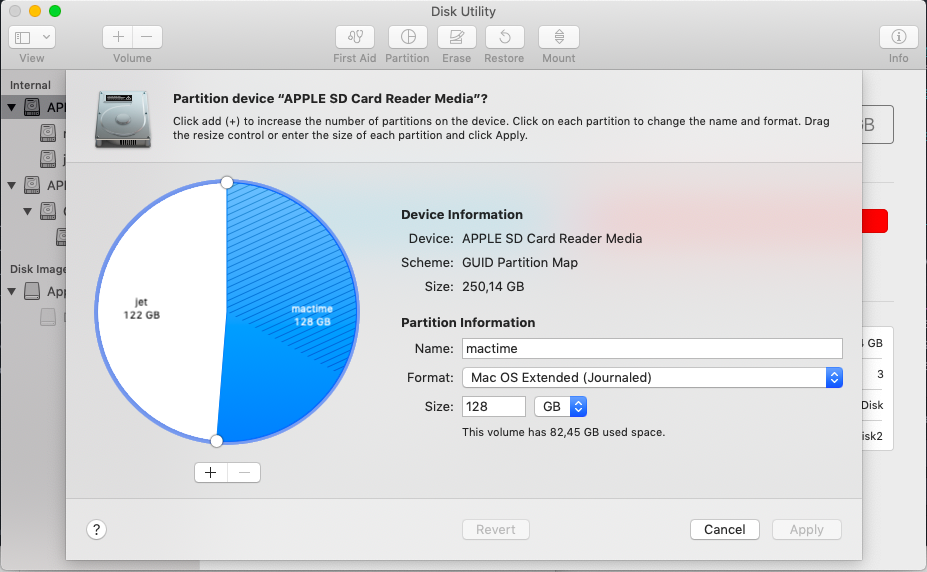 Disk Utility
View
Volume
First Aid
Partition
Erase
Restore
Mount
Info
Internal
Partition device “APPLE SD Card Reader Media”?
Click add (+) to increase the number of partitions on the device. Click on each partition to change the name and format. Drag
the resize control or enter the size of each partition and click Apply.
jet
122 GB
mactime
128 GB
Device Information
Device: APPLE SD Card Reader Media
Scheme: GUID Partition Map
Size: 250,14 GB
Partition Information
Name: mactime
Format: Mac OS Extended (Journaled)
Size: 128 GB
This volume has 82,45 GB used space.
Disk Image
GB
3
Disk
?
Revert
Cancel
Apply